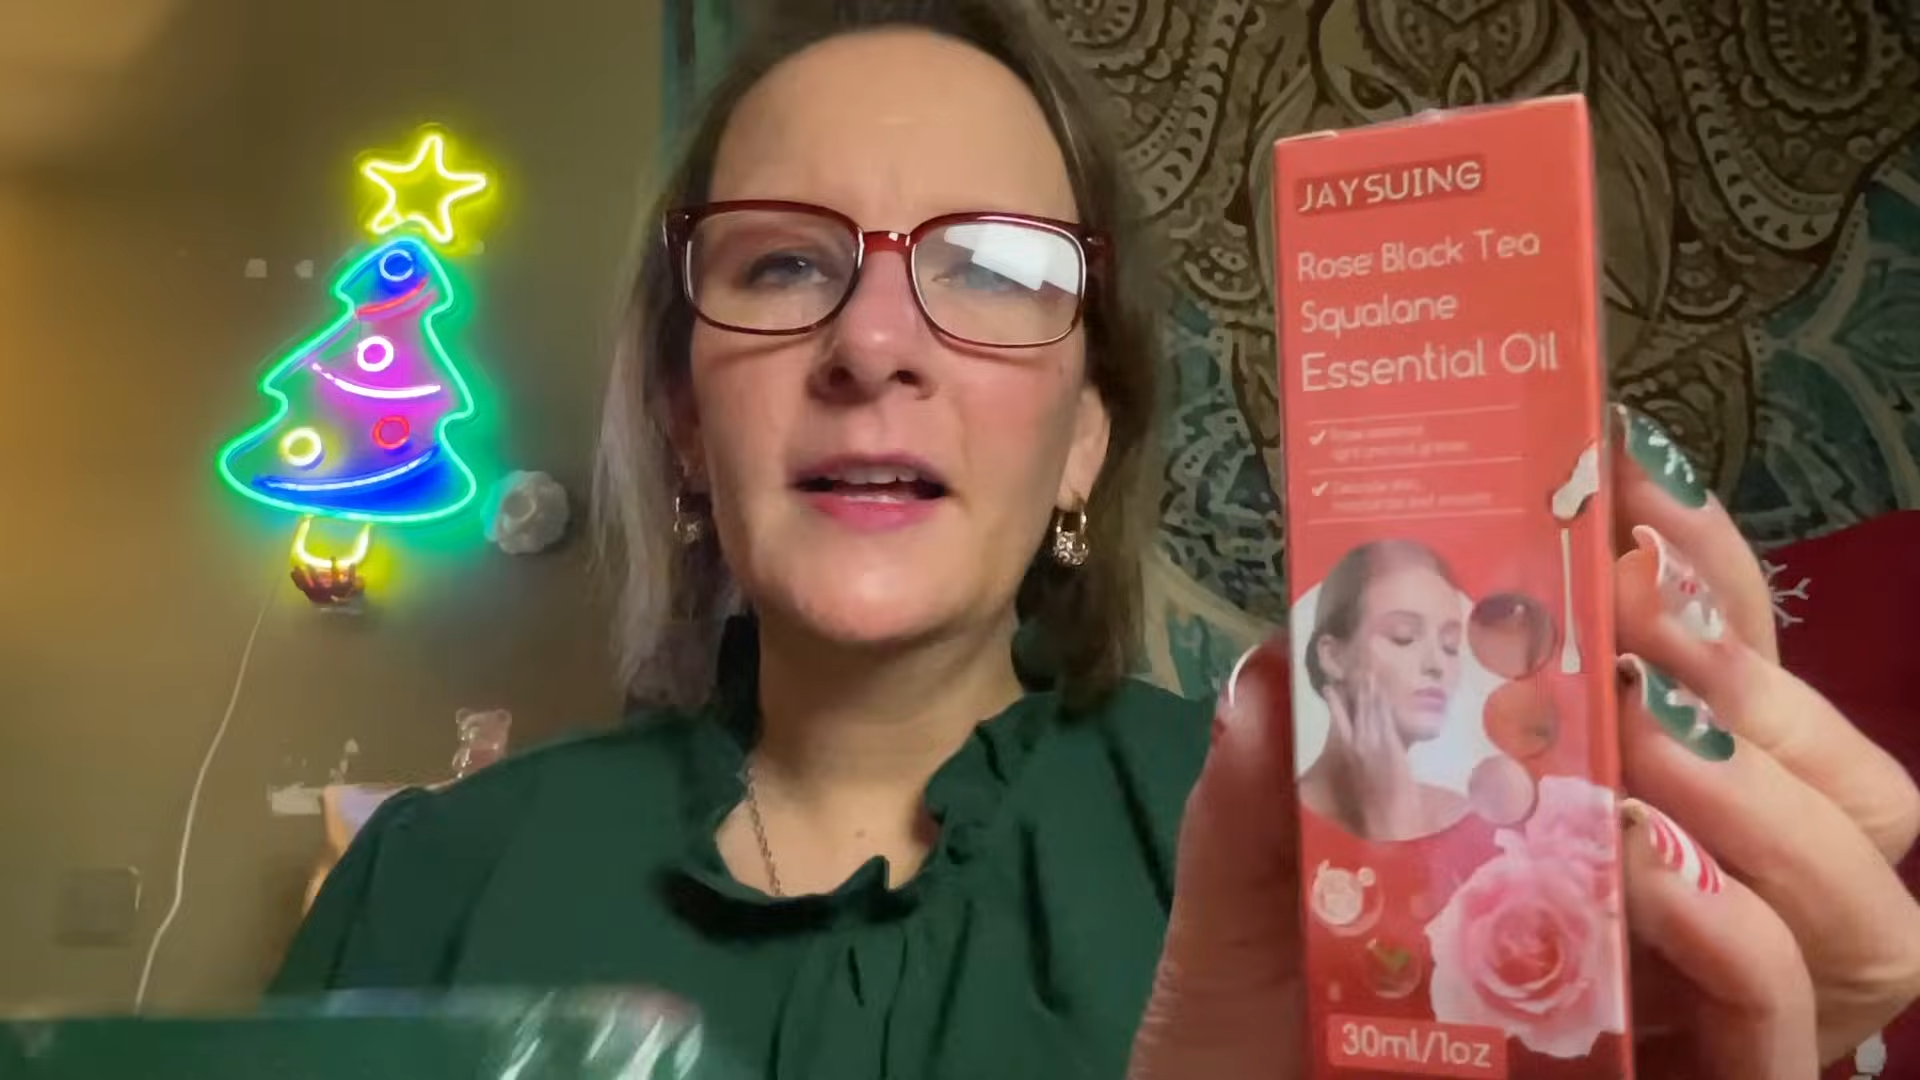 JAYSUING
Rose Black Tea
Squalane
Essential Oil
30ml/1oz